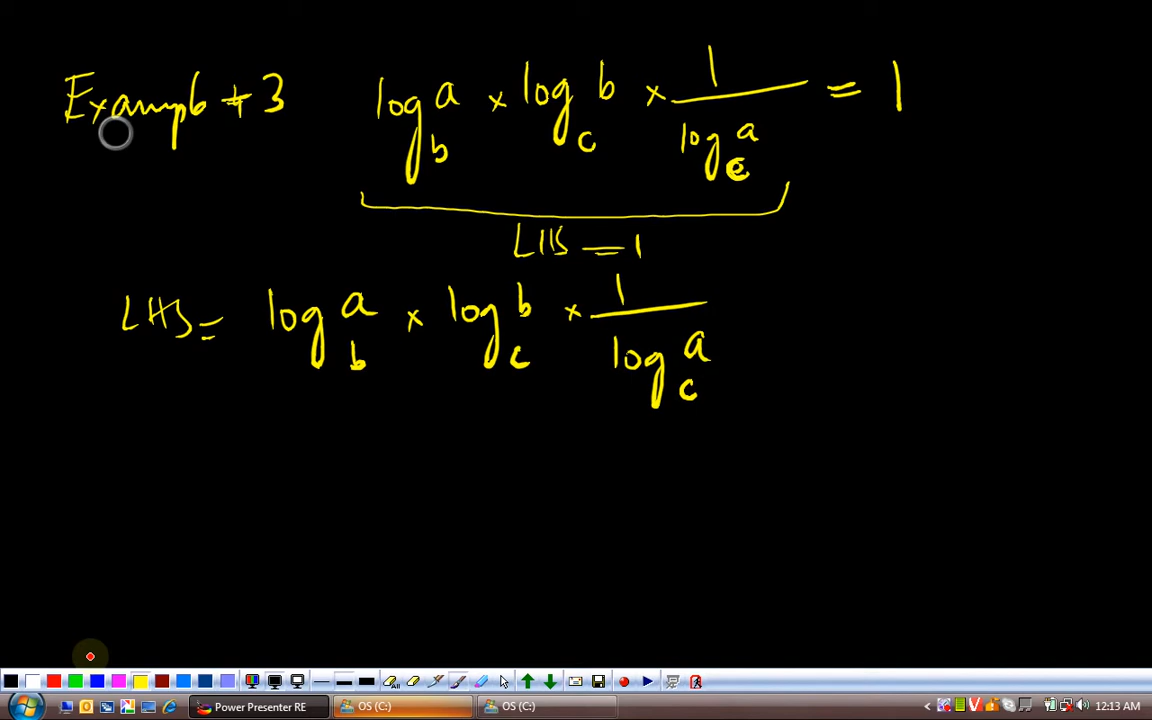 Example # 3 log_b a × log_c b × 1/log_c a = 1
LHS = 1
LHS = log_b a × log_c b × 1/log_c a
Power Presenter RE
OS (C:)
OS (C:)
12:13 AM